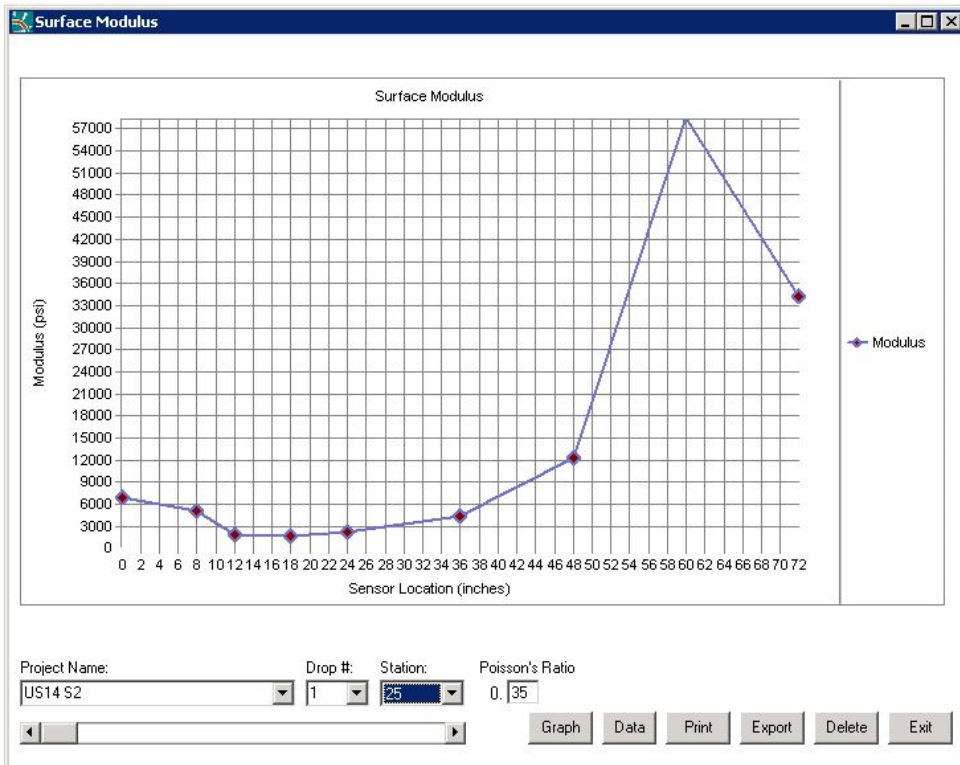 Surface Modulus
Surface Modulus
57000
54000
51000
48000
45000
42000
39000
36000
33000
30000
27000
24000
21000
18000
15000
12000
9000
6000
3000
0
Modulus (psi)
0 2 4 6 8 10 12 14 16 18 20 22 24 26 28 30 32 34 36 38 40 42 44 46 48 50 52 54 56 58 60 62 64 66 68 70 72
Sensor Location (inches)
Modulus
Project Name: Drop #: Station: Poisson's Ratio
US14 S2 1 25 0. 35
Graph Data Print Export Delete Exit